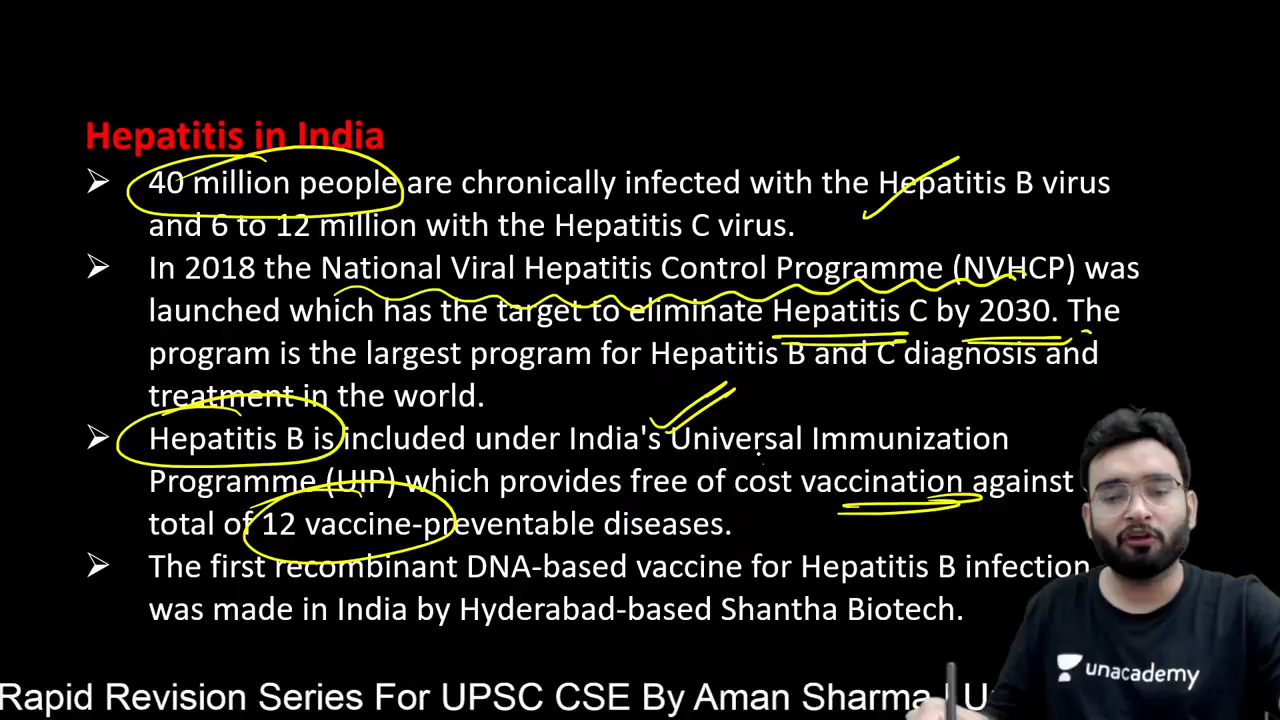 Hepatitis in India
➢ 40 million people are chronically infected with the Hepatitis B virus
and 6 to 12 million with the Hepatitis C virus.
➢ In 2018 the National Viral Hepatitis Control Programme (NVHCP) was
launched which has the target to eliminate Hepatitis C by 2030. The
program is the largest program for Hepatitis B and C diagnosis and
treatment in the world.
➢ Hepatitis B is included under India's Universal Immunization
Programme (UIP) which provides free of cost vaccination against
total of 12 vaccine-preventable diseases.
➢ The first recombinant DNA-based vaccine for Hepatitis B infection
was made in India by Hyderabad-based Shantha Biotech.
unacademy
Rapid Revision Series For UPSC CSE By Aman Sharma | U